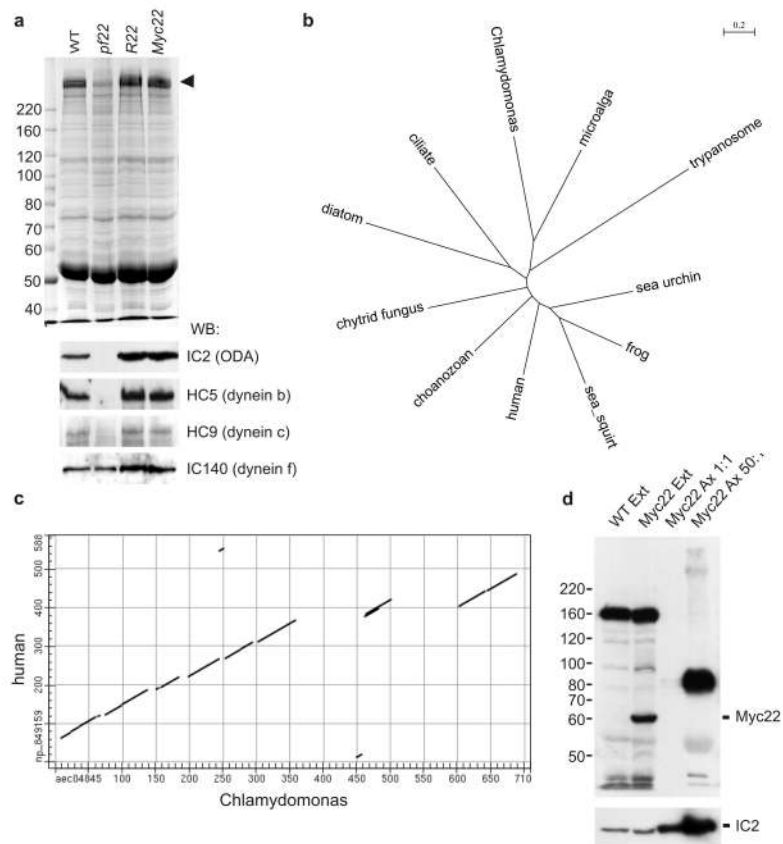 a
WT pf22 R22 Myc22
220
160
120
100
80
70
60
50
40
WB:
IC2 (ODA)
HC5 (dynein b)
HC9 (dynein c)
IC140 (dynein f)
b
0.2
Chlamydomonas
microalga
trypanosome
ciliate
diatom
sea urchin
chytrid fungus
frog
choanozoan
human
sea_squirt
c
human
588
500
400
300
200
np_849159
aec04845 100 150 200 250 300 350 400 450 500 550 600 650 710
Chlamydomonas
d
WT Ext
Myc22 Ext
Myc22 Ax 1:1
Myc22 Ax 50:
220
160
120
100
80
70
60
50
Myc22
IC2